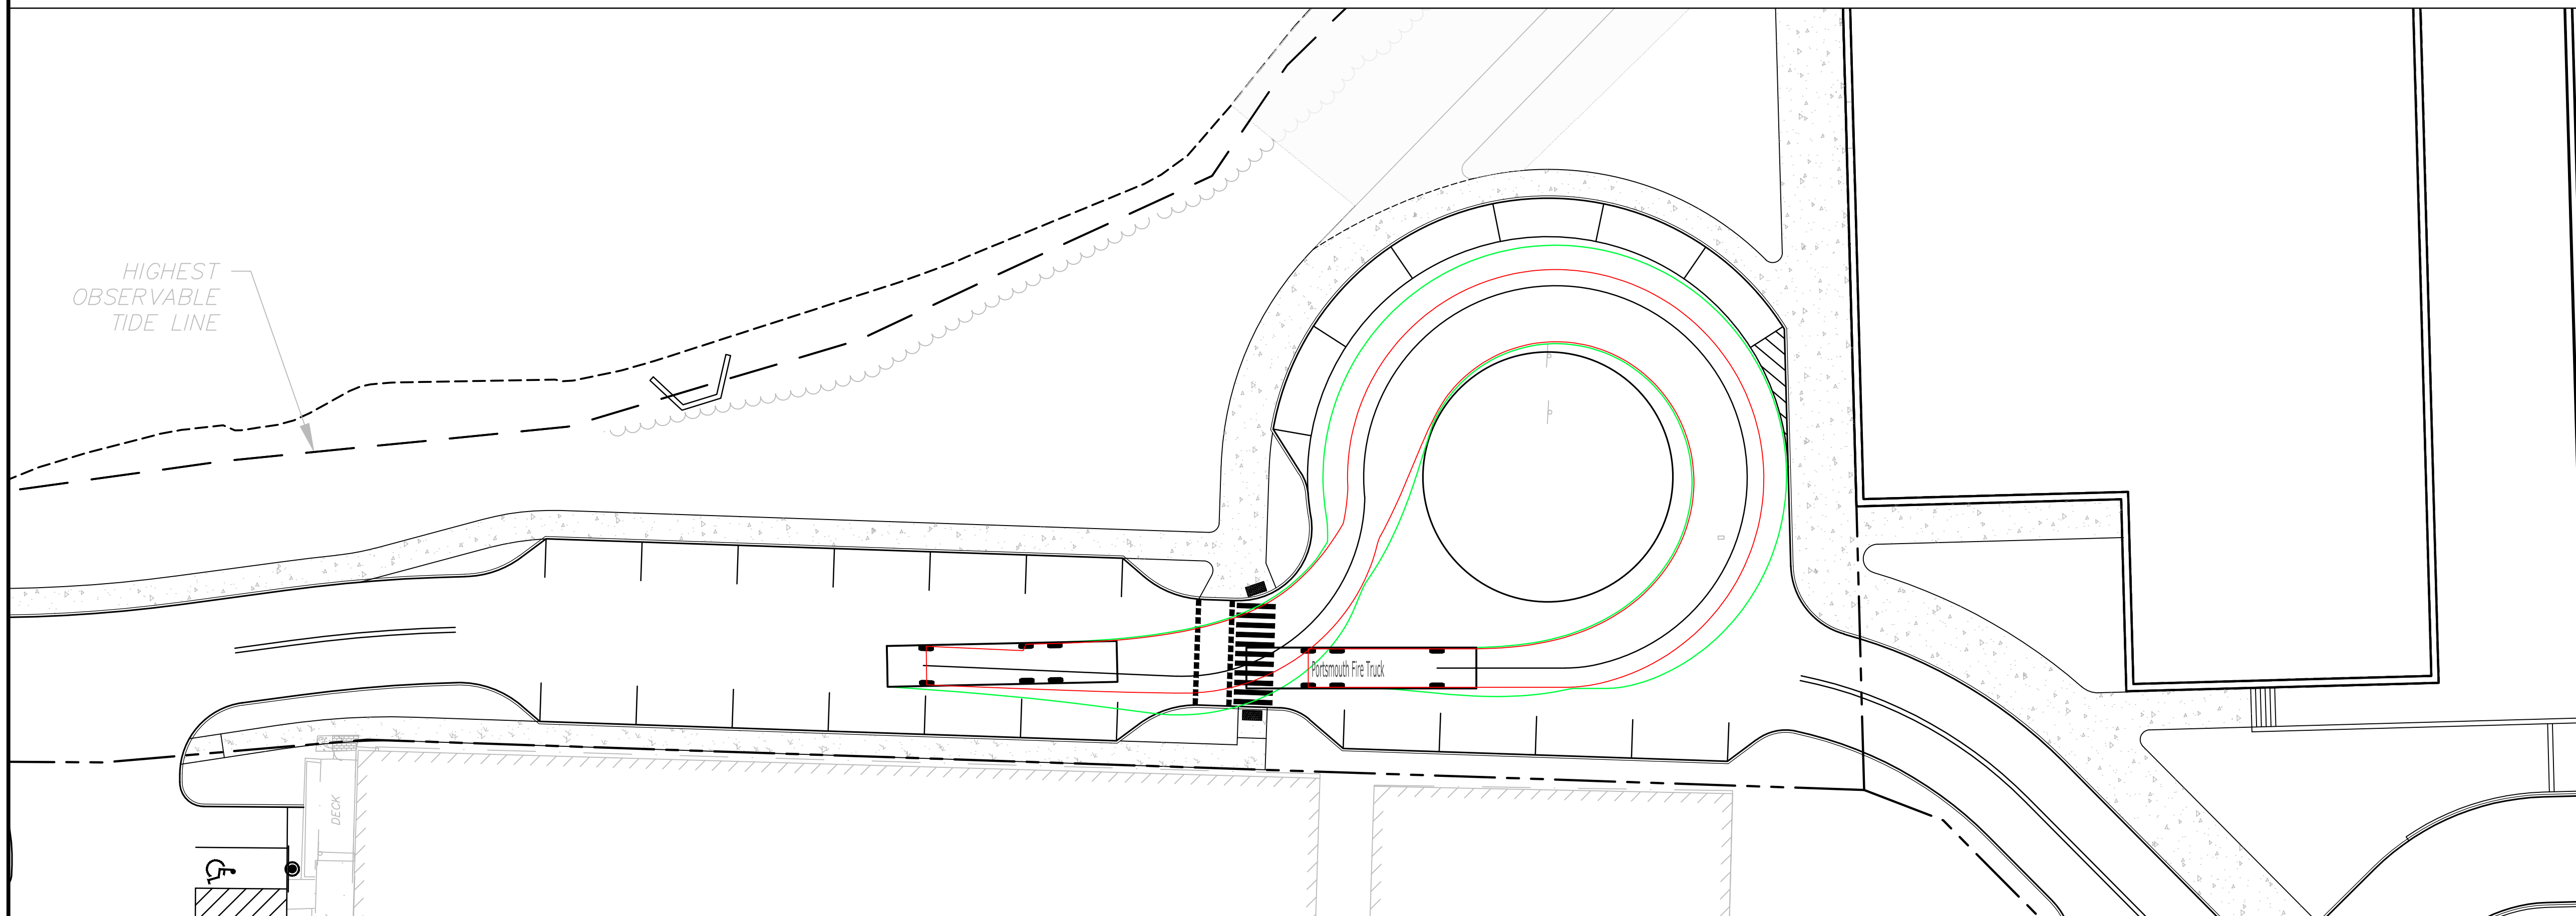 HIGHEST
OBSERVABLE
TIDE LINE
Portsmouth Fire Truck
DECK